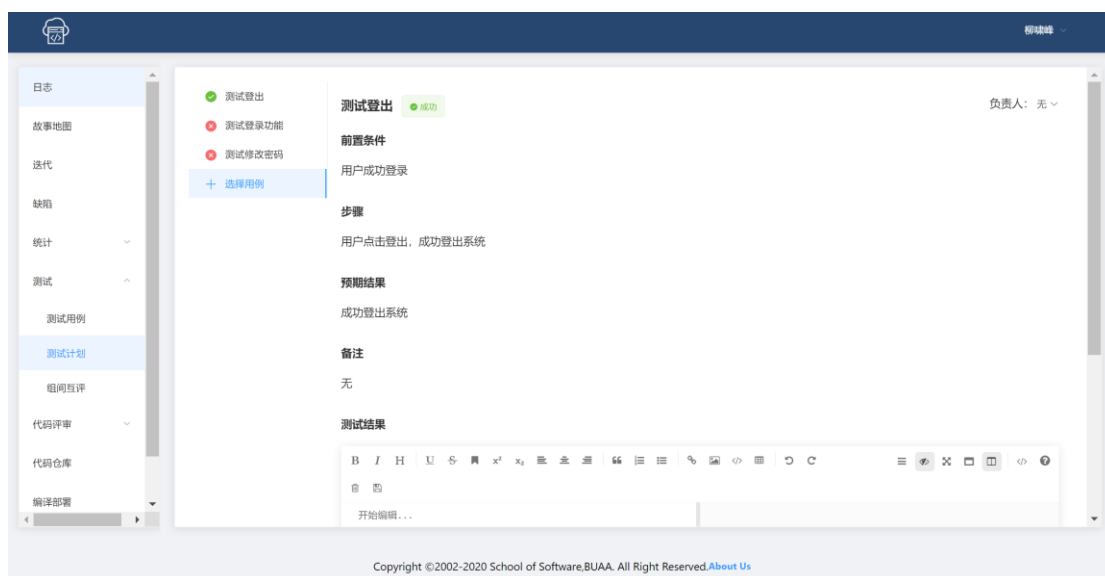 柳啸峰
日志
故事地图
迭代
缺陷
统计
测试
测试用例
测试计划
组间互评
代码评审
代码仓库
编译部署
测试登出
测试登录功能
测试修改密码
选择用例
测试登出 成功
负责人： 无
前置条件
用户成功登录
步骤
用户点击登出，成功登出系统
预期结果
成功登出系统
备注
无
测试结果
开始编辑...
Copyright ©2002-2020 School of Software,BUAA. All Right Reserved.About Us